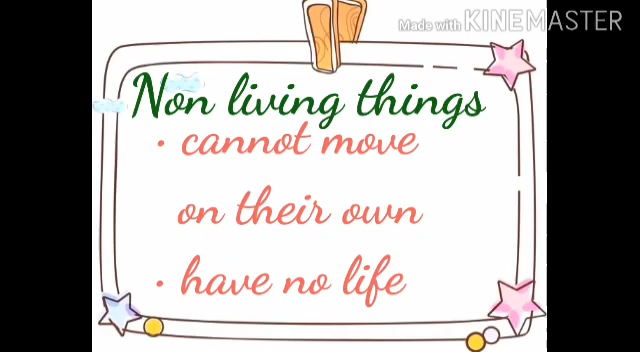 Made with KINEMASTER
Non living things
• cannot move
on their own
• have no life